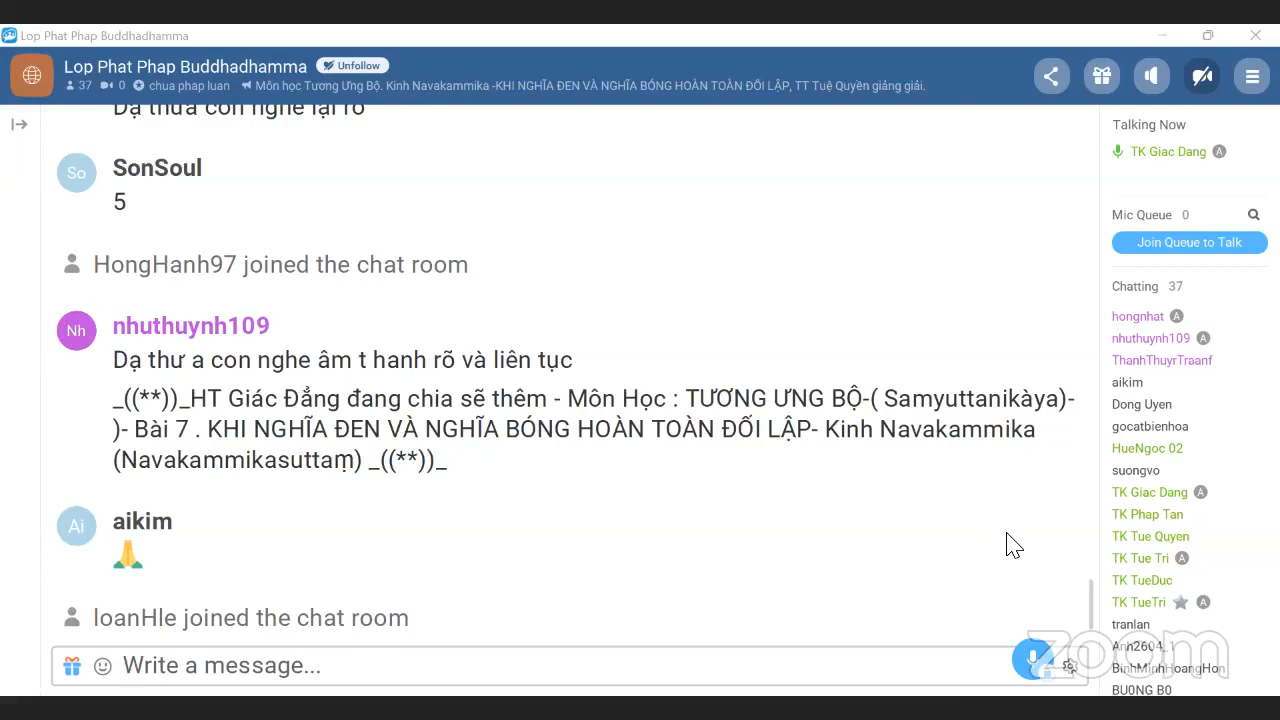 Lop Phat Phap Buddhadhamma
Lop Phat Phap Buddhadhamma Unfollow
37 0 chua phap luan Môn học Tương Ưng Bộ. Kinh Navakammika -KHI NGHĨA ĐEN VÀ NGHĨA BÓNG HOÀN TOÀN ĐỐI LẬP, TT Tuệ Quyền giảng giải.
Dạ thưa con nghe lại rõ
So SonSoul
5
HongHanh97 joined the chat room
Nh nhuthuynh109
Dạ thư a con nghe âm t hanh rõ và liên tục
_((**))_HT Giác Đẳng đang chia sẽ thêm - Môn Học : TƯƠNG ƯNG BỘ-( Samyuttanikàya)-
)- Bài 7 . KHI NGHĨA ĐEN VÀ NGHĨA BÓNG HOÀN TOÀN ĐỐI LẬP- Kinh Navakammika
(Navakammikasuttaṃ) _((**))_
Ai aikim
🙏
loanHle joined the chat room
Write a message...
Talking Now
TK Giac Dang A
Mic Queue 0
Join Queue to Talk
Chatting 37
hongnhat A
nhuthuynh109 A
ThanhThuyrTraanf
aikim
Dong Uyen
gocatbienhoa
HueNgoc 02
suongvo
TK Giac Dang A
TK Phap Tan
TK Tue Quyen
TK Tue Tri A
TK TueDuc
TK TueTri A
tranlan
Anh2604_1
BinhMinhHoangHon
BU0NG B0
zoom